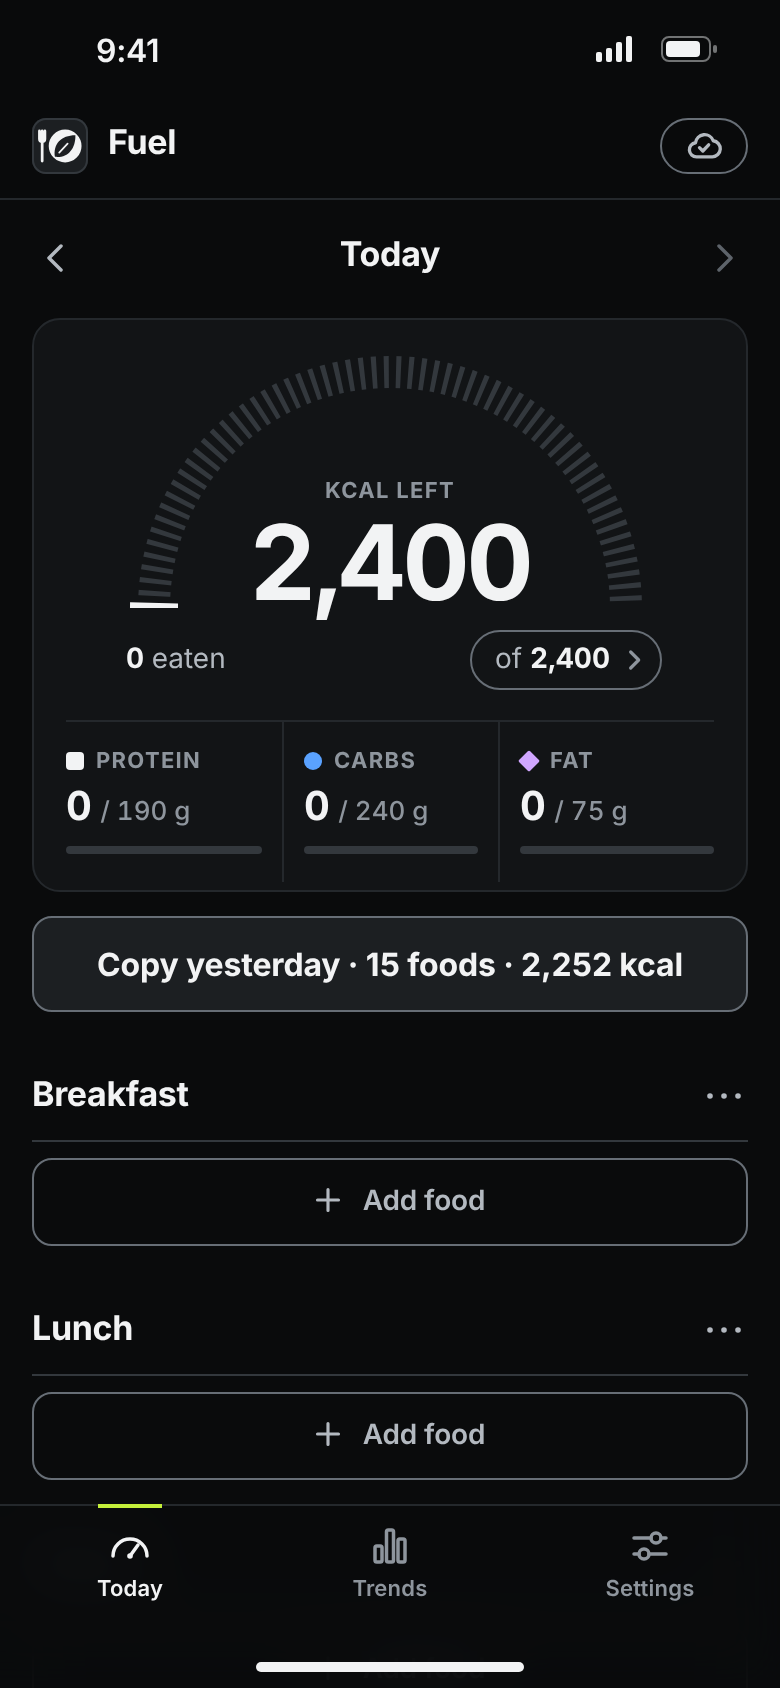 9:41
Fuel
Today
KCAL LEFT
2,400
0 eaten
of 2,400
PROTEIN
0 / 190 g
CARBS
0 / 240 g
FAT
0 / 75 g
Copy yesterday · 15 foods · 2,252 kcal
Breakfast
Add food
Lunch
Add food
Today
Trends
Settings